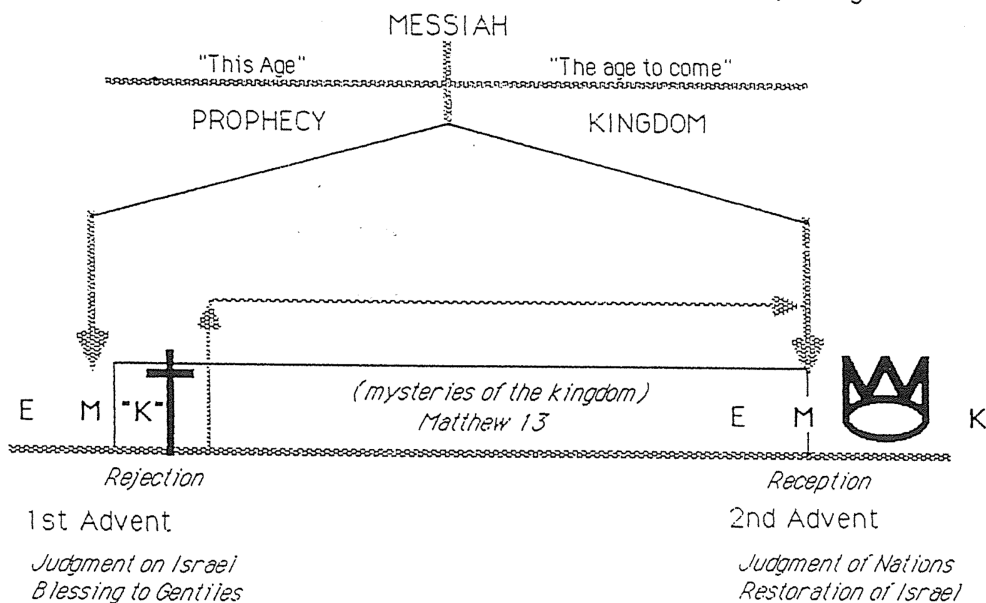 MESSIAH
"This Age" "The age to come"
PROPHECY KINGDOM
(mysteries of the kingdom)
E M "K" Matthew 13 E M K
Rejection Reception
1st Advent 2nd Advent
Judgment on Israel Judgment of Nations
Blessing to Gentiles Restoration of Israel